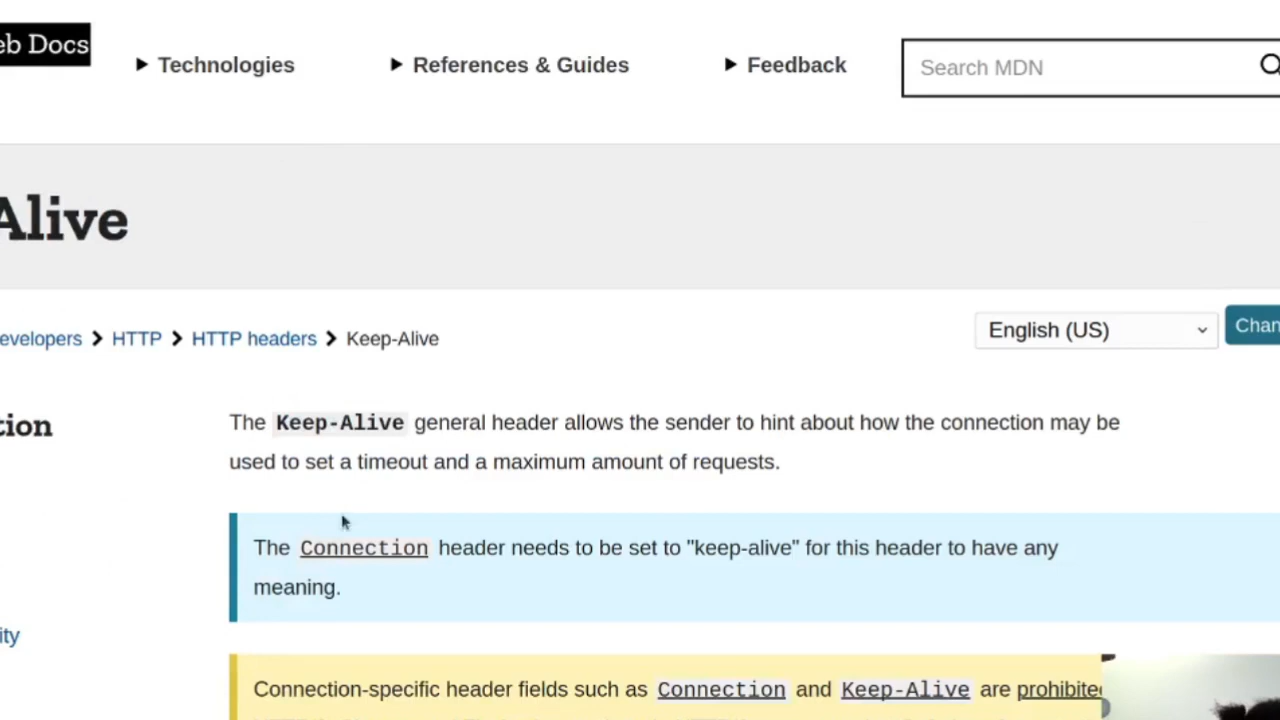 eb Docs
Technologies
References & Guides
Feedback
Search MDN
Alive
evelopers HTTP HTTP headers Keep-Alive
English (US)
Chan
tion
The Keep-Alive general header allows the sender to hint about how the connection may be
used to set a timeout and a maximum amount of requests.
The Connection header needs to be set to "keep-alive" for this header to have any
meaning.
ity
Connection-specific header fields such as Connection and Keep-Alive are prohibite